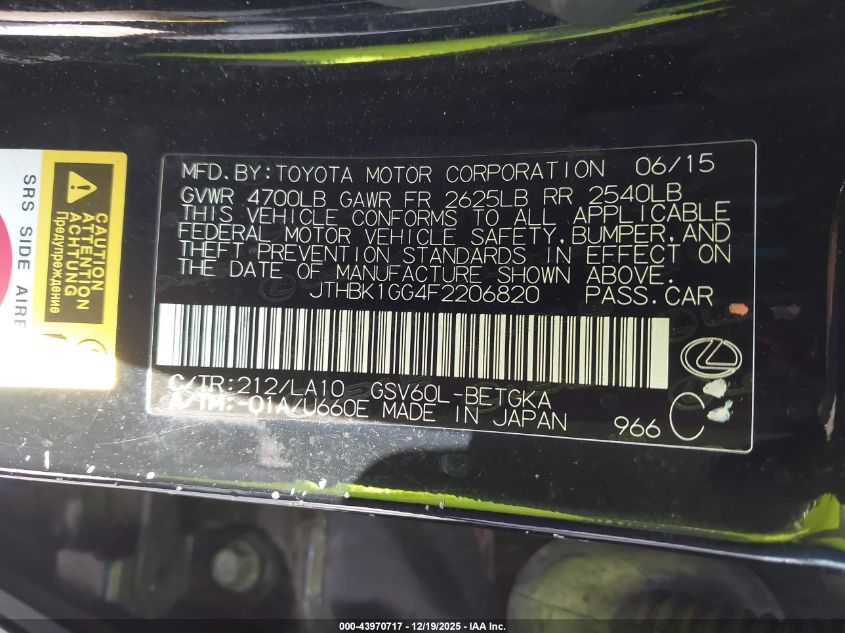 MFD.BY:TOYOTA MOTOR CORPORATION 06/15
GVWR 4700LB GAWR FR 2625LB RR 2540LB
THIS VEHICLE CONFORMS TO ALL APPLICABLE
FEDERAL MOTOR VEHICLE SAFETY,BUMPER,AND
THEFT PREVENTION STANDARDS IN EFFECT ON
THE DATE OF MANUFACTURE SHOWN ABOVE.
JTHBK1GG4F2206820 PASS.CAR
C/TR:212/LA10 GSV60L-BETGKA
A/TM:-01A/U660E MADE IN JAPAN 966 C
SRS SIDE AIRB
CAUTION
ATTENTION
ACHTUNG
Предупреждение
000-43970717 - 12/19/2025 - IAA Inc.